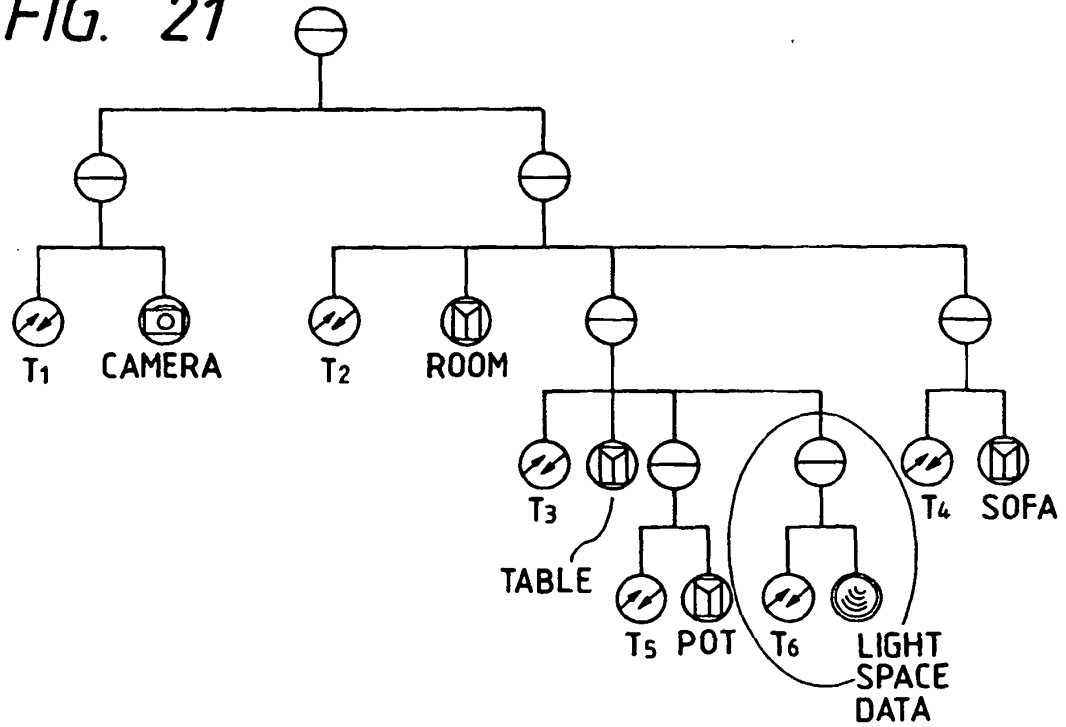 FIG. 21
T1 CAMERA T2 ROOM
T3 T4 SOFA
TABLE
T5 POT T6 LIGHT
SPACE
DATA